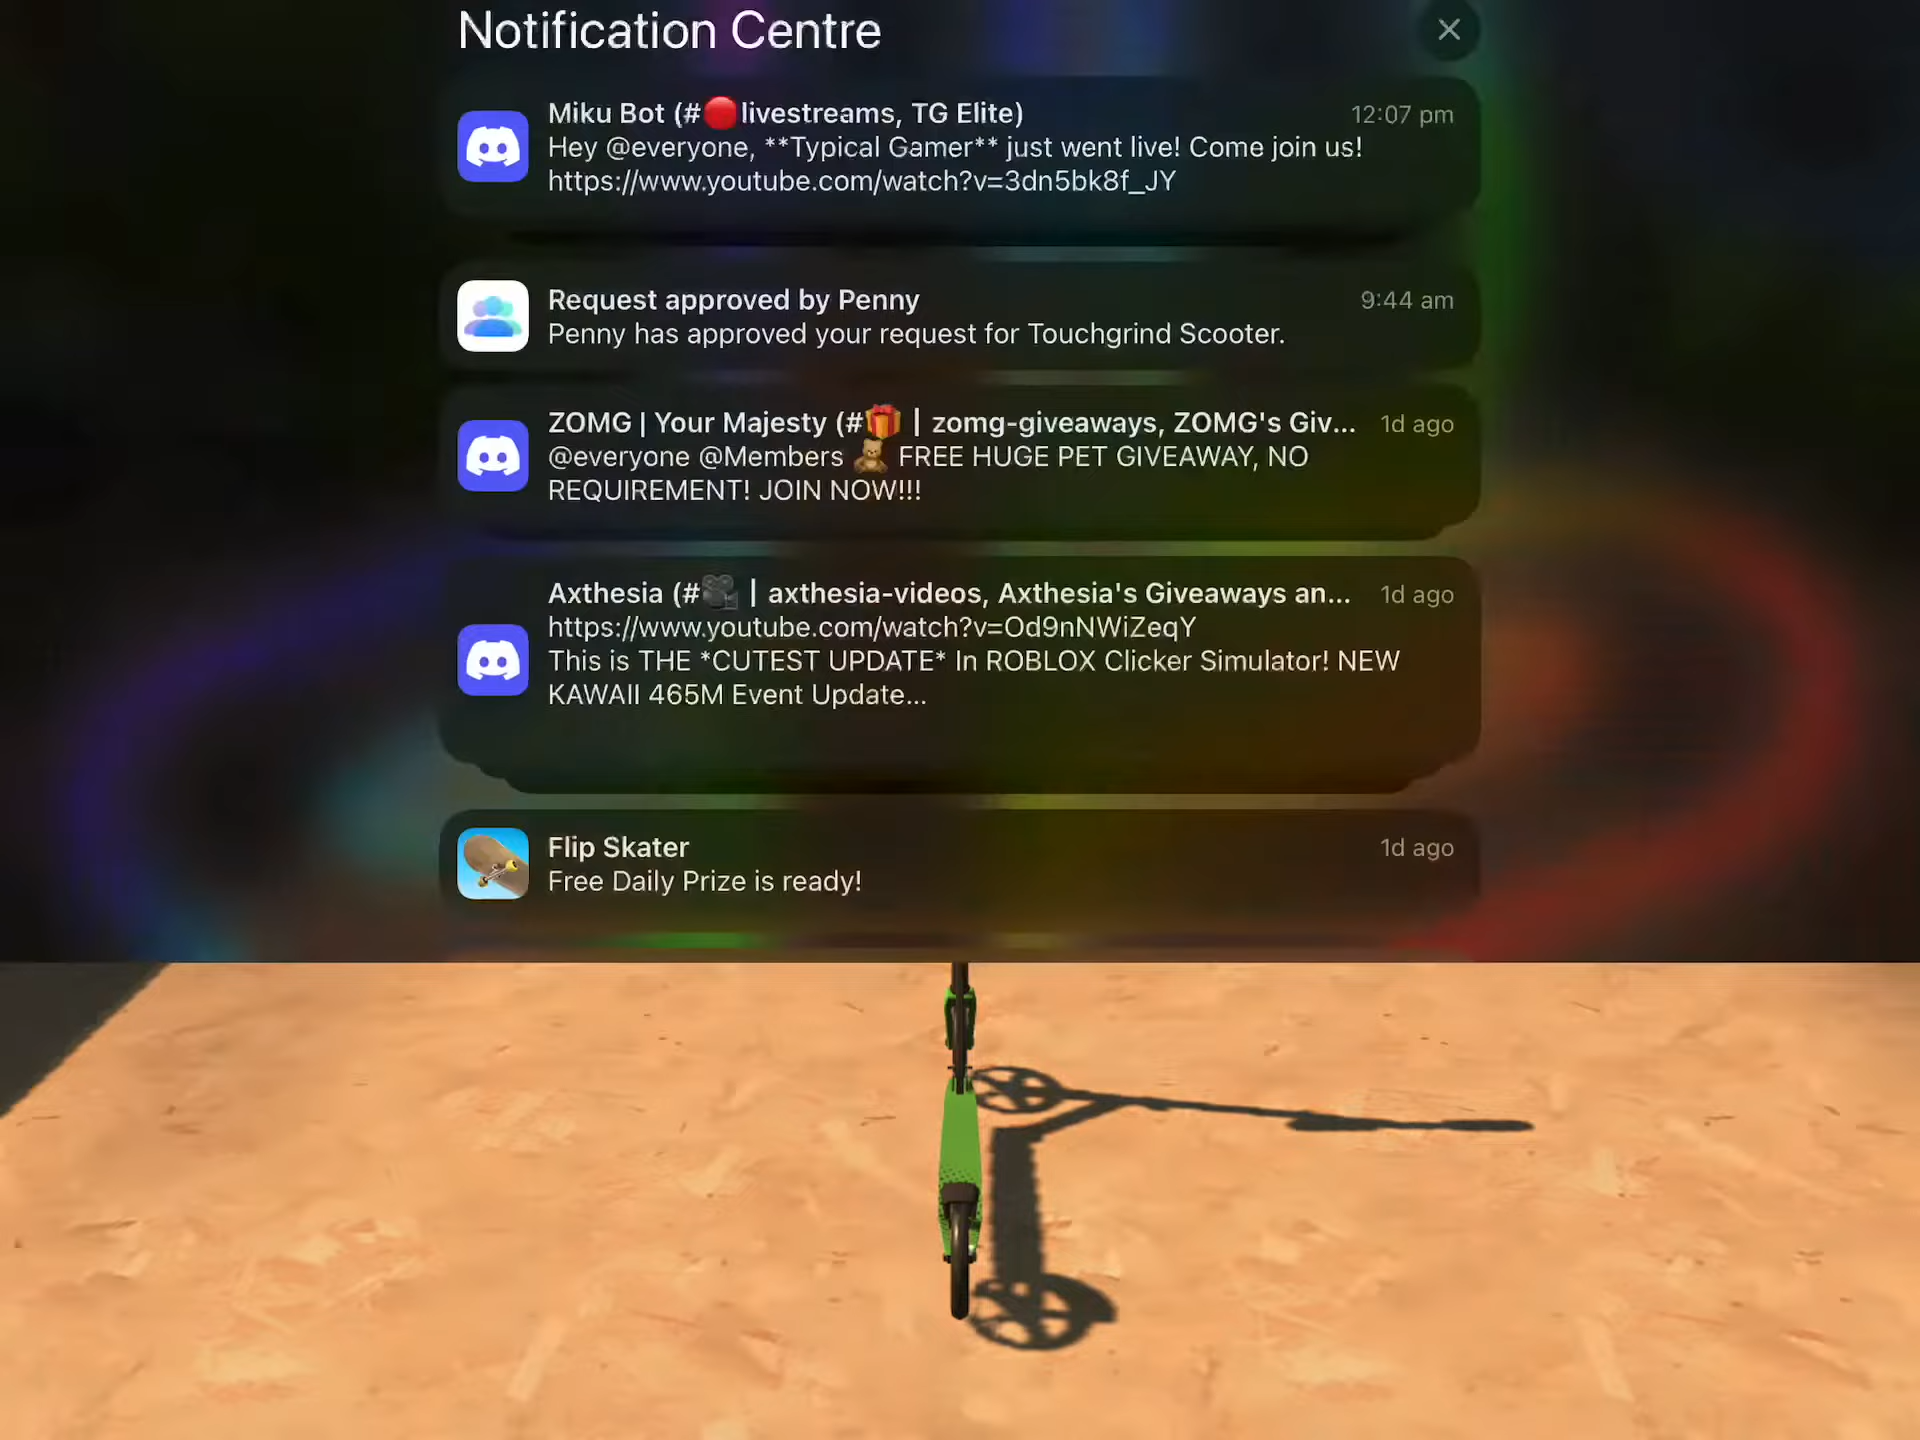 Notification Centre
Miku Bot (#🔴livestreams, TG Elite)
12:07 pm
Hey @everyone, **Typical Gamer** just went live! Come join us!
https://www.youtube.com/watch?v=3dn5bk8f_JY
Request approved by Penny
9:44 am
Penny has approved your request for Touchgrind Scooter.
ZOMG | Your Majesty (#🎁 | zomg-giveaways, ZOMG's Giv...
1d ago
@everyone @Members 🧸 FREE HUGE PET GIVEAWAY, NO
REQUIREMENT! JOIN NOW!!!
Axthesia (#🎥 | axthesia-videos, Axthesia's Giveaways an...
1d ago
https://www.youtube.com/watch?v=Od9nNWiZeqY
This is THE *CUTEST UPDATE* In ROBLOX Clicker Simulator! NEW
KAWAII 465M Event Update...
Flip Skater
1d ago
Free Daily Prize is ready!